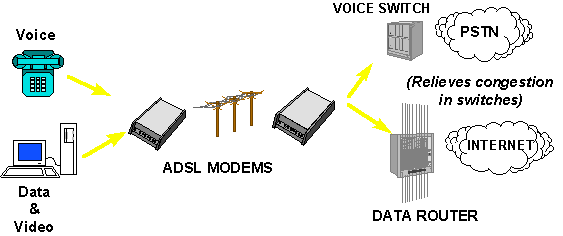 Voice
Data
&
Video
ADSL MODEMS
VOICE SWITCH
PSTN
(Relieves congestion
in switches)
INTERNET
DATA ROUTER